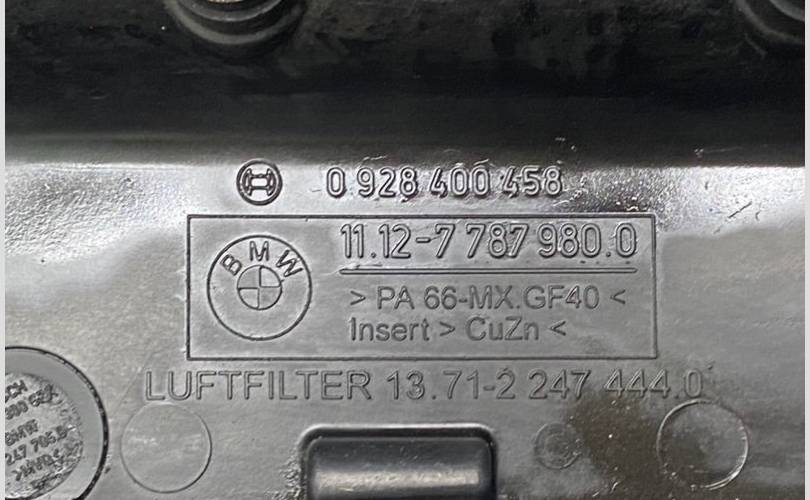 0 928 400 458
BMW
11.12-7 787 980.0
> PA 66-MX.GF40 <
Insert > CuZn <
LUFTFILTER 13.71-2 247 444.0